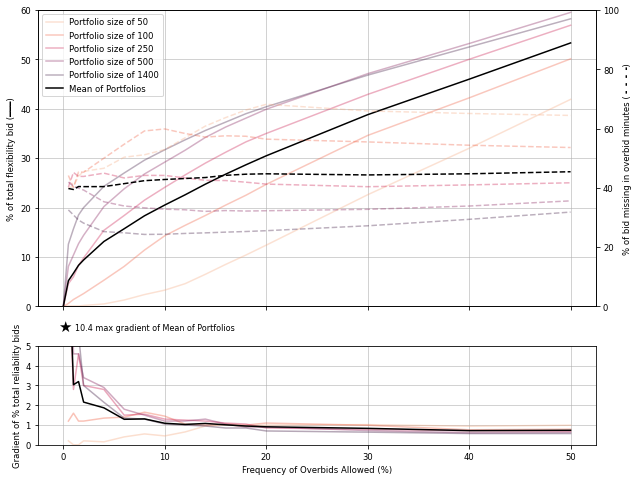 Portfolio size of 50
Portfolio size of 100
Portfolio size of 250
Portfolio size of 500
Portfolio size of 1400
Mean of Portfolios
% of total flexibility bid (—)
60
50
40
30
20
10
0
% of bid missing in overbid minutes (- - - -)
100
80
60
40
20
0
★ 10.4 max gradient of Mean of Portfolios
Gradient of % total reliability bids
5
4
3
2
1
0
0 10 20 30 40 50
Frequency of Overbids Allowed (%)